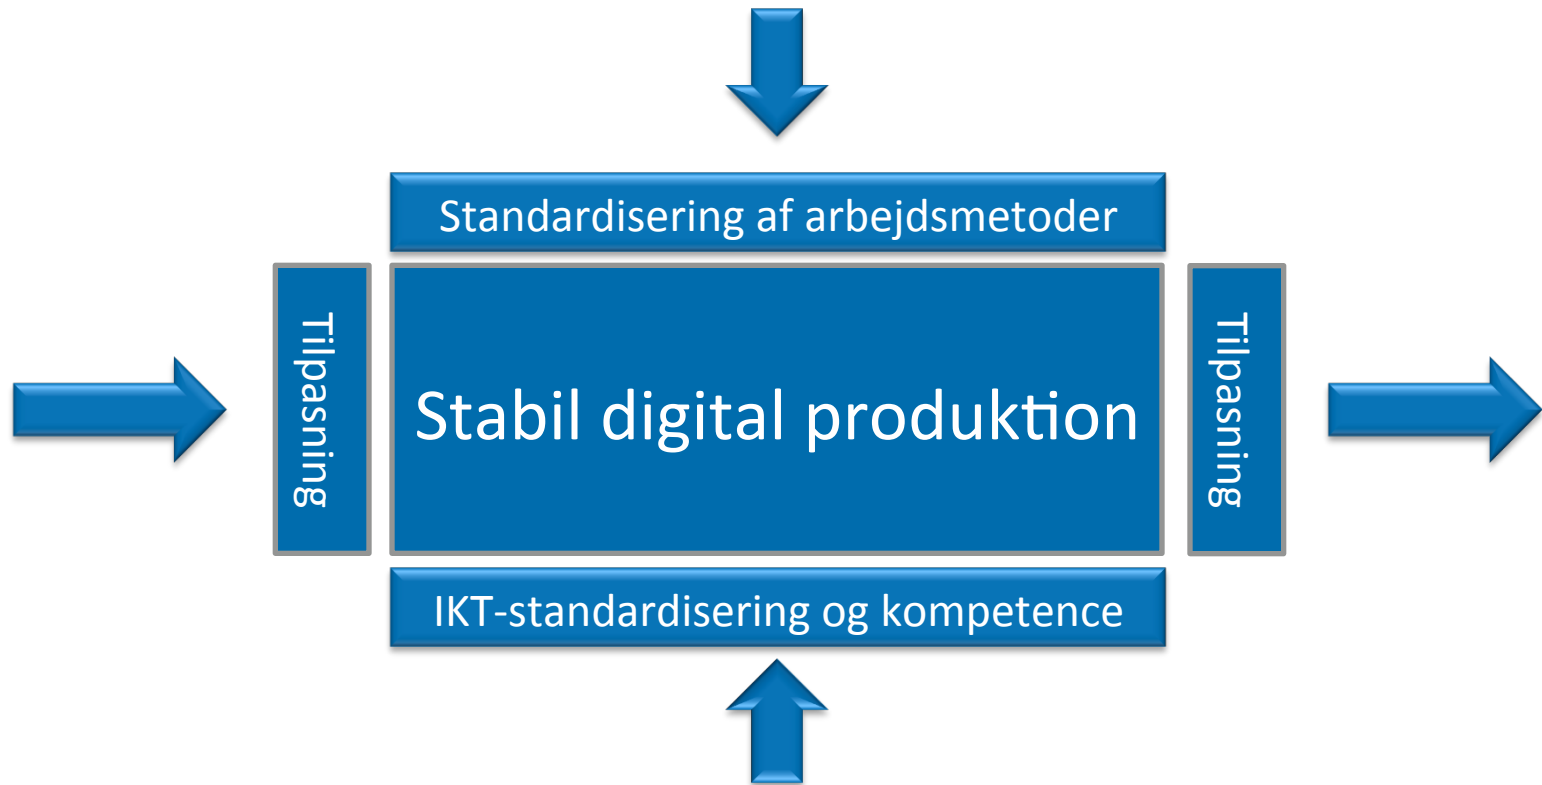 Standardisering af arbejdsmetoder
Tilpasning
Stabil digital produktion
Tilpasning
IKT-standardisering og kompetence